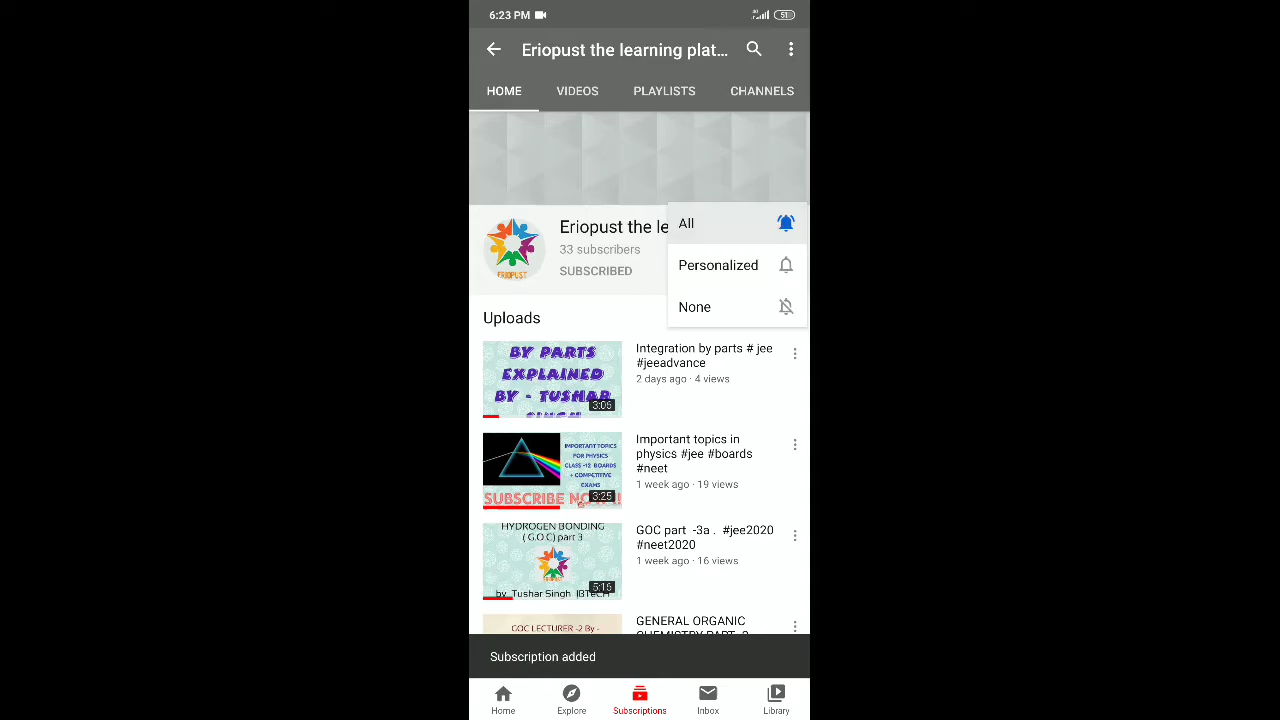 6:23 PM
4G
51
Eriopust the learning plat...
HOME VIDEOS PLAYLISTS CHANNELS
ERIOPUST
Eriopust the le
33 subscribers
SUBSCRIBED
All
Personalized
None
Uploads
BY PARTS
EXPLAINED
BY - TUSHAR
SINGH
3:06
Integration by parts # jee
#jeeadvance
2 days ago · 4 views
IMPORTANT TOPICS
FOR PHYSICS
CLASS -12 BOARDS
+ COMPETITIVE
EXAMS
SUBSCRIBE NOW !!
3:25
Important topics in
physics #jee #boards
#neet
1 week ago · 19 views
HYDROGEN BONDING
( G.O.C) part 3
by Tushar Singh IBTeCH
5:16
GOC part -3a . #jee2020
#neet2020
1 week ago · 16 views
GOC LECTURER -2 By -
GENERAL ORGANIC
CHEMISTRY PART
Subscription added
Home Explore Subscriptions Inbox Library